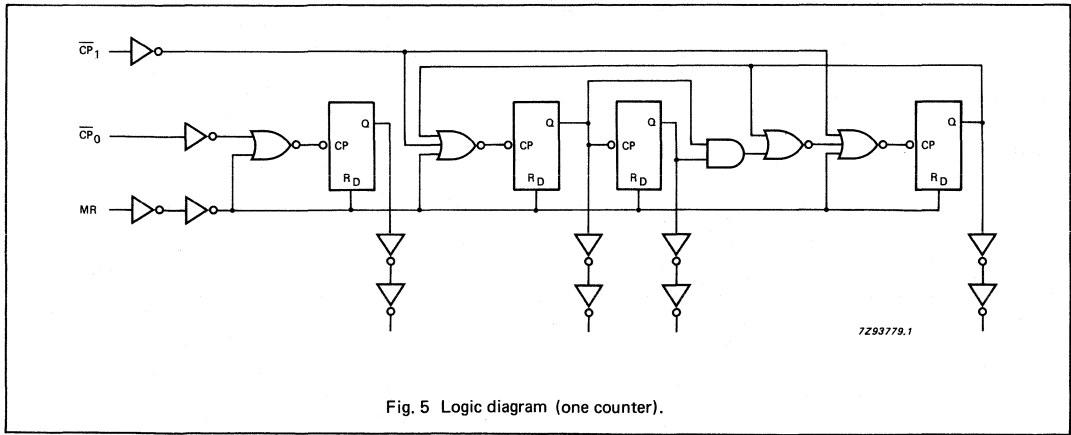 CP1
Q
Q
Q
Q
CP0
CP
CP
CP
CP
RD
RD
RD
RD
MR
7Z93779.1
Fig. 5 Logic diagram (one counter).